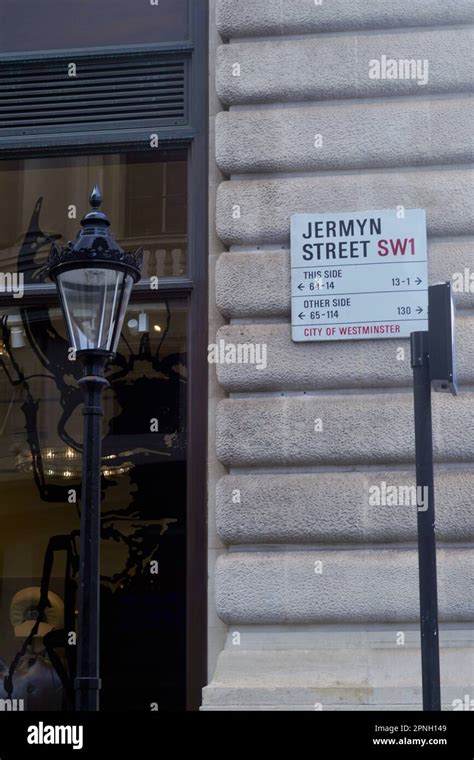 JERMYN
STREET SW1
THIS SIDE
← 13-1 →
OTHER SIDE
← 65-114 130 →
CITY OF WESTMINSTER
alamy
Image ID: 2PNH149
www.alamy.com